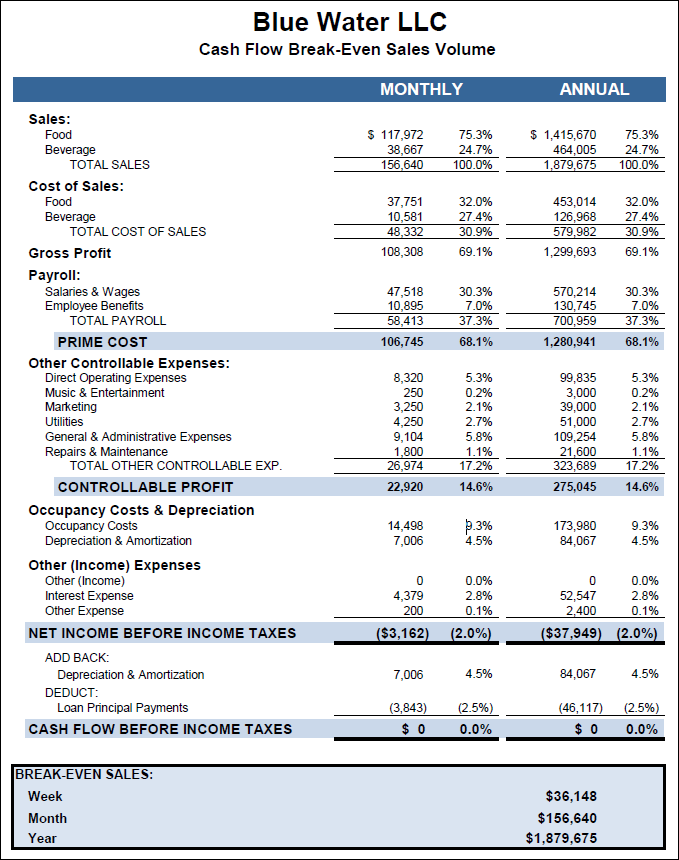 Blue Water LLC
Cash Flow Break-Even Sales Volume
MONTHLY ANNUAL
Sales:
Food $ 117,972 75.3% $ 1,415,670 75.3%
Beverage 38,667 24.7% 464,005 24.7%
TOTAL SALES 156,640 100.0% 1,879,675 100.0%
Cost of Sales:
Food 37,751 32.0% 453,014 32.0%
Beverage 10,581 27.4% 126,968 27.4%
TOTAL COST OF SALES 48,332 30.9% 579,982 30.9%
Gross Profit 108,308 69.1% 1,299,693 69.1%
Payroll:
Salaries & Wages 47,518 30.3% 570,214 30.3%
Employee Benefits 10,895 7.0% 130,745 7.0%
TOTAL PAYROLL 58,413 37.3% 700,959 37.3%
PRIME COST 106,745 68.1% 1,280,941 68.1%
Other Controllable Expenses:
Direct Operating Expenses 8,320 5.3% 99,835 5.3%
Music & Entertainment 250 0.2% 3,000 0.2%
Marketing 3,250 2.1% 39,000 2.1%
Utilities 4,250 2.7% 51,000 2.7%
General & Administrative Expenses 9,104 5.8% 109,254 5.8%
Repairs & Maintenance 1,800 1.1% 21,600 1.1%
TOTAL OTHER CONTROLLABLE EXP. 26,974 17.2% 323,689 17.2%
CONTROLLABLE PROFIT 22,920 14.6% 275,045 14.6%
Occupancy Costs & Depreciation
Occupancy Costs 14,498 9.3% 173,980 9.3%
Depreciation & Amortization 7,006 4.5% 84,067 4.5%
Other (Income) Expenses
Other (Income) 0 0.0% 0 0.0%
Interest Expense 4,379 2.8% 52,547 2.8%
Other Expense 200 0.1% 2,400 0.1%
NET INCOME BEFORE INCOME TAXES ($3,162) (2.0%) ($37,949) (2.0%)
ADD BACK:
Depreciation & Amortization 7,006 4.5% 84,067 4.5%
DEDUCT:
Loan Principal Payments (3,843) (2.5%) (46,117) (2.5%)
CASH FLOW BEFORE INCOME TAXES $ 0 0.0% $ 0 0.0%
BREAK-EVEN SALES:
Week $36,148
Month $156,640
Year $1,879,675